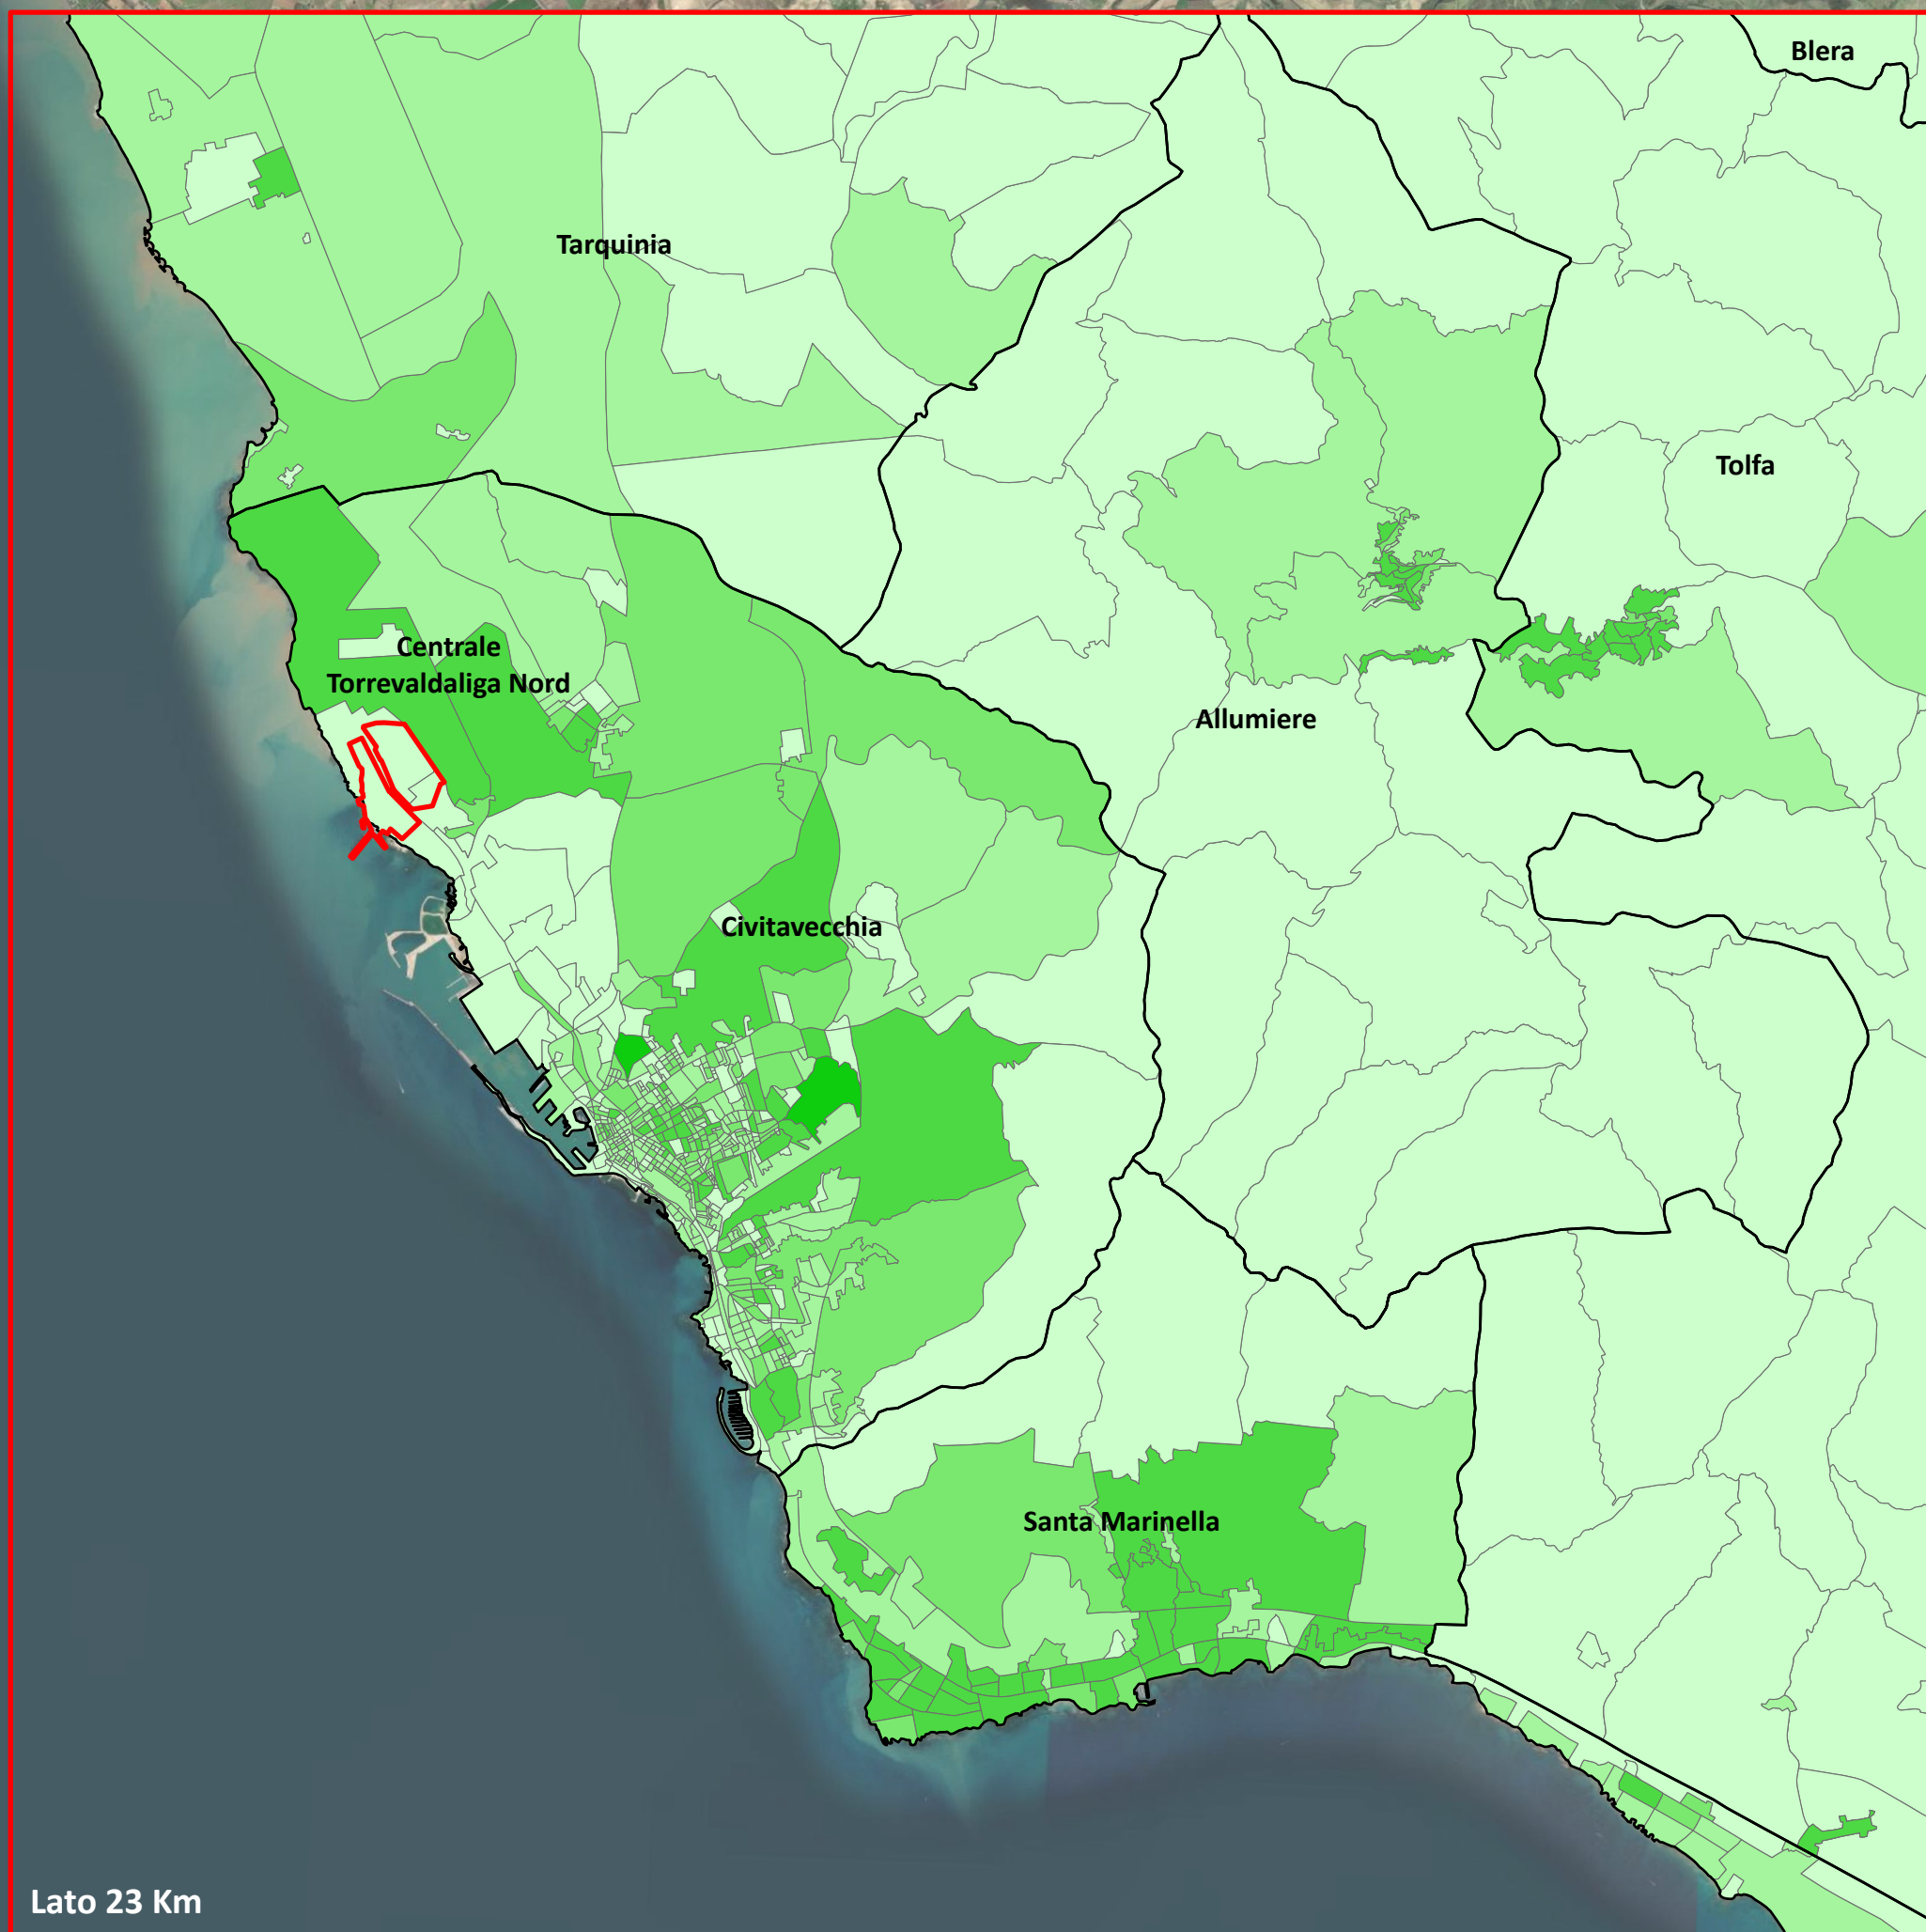 Blera
Tarquinia
Tolfa
Centrale
Torrevaldaliga Nord
Allumiere
Civitavecchia
Santa Marinella
Lato 23 Km